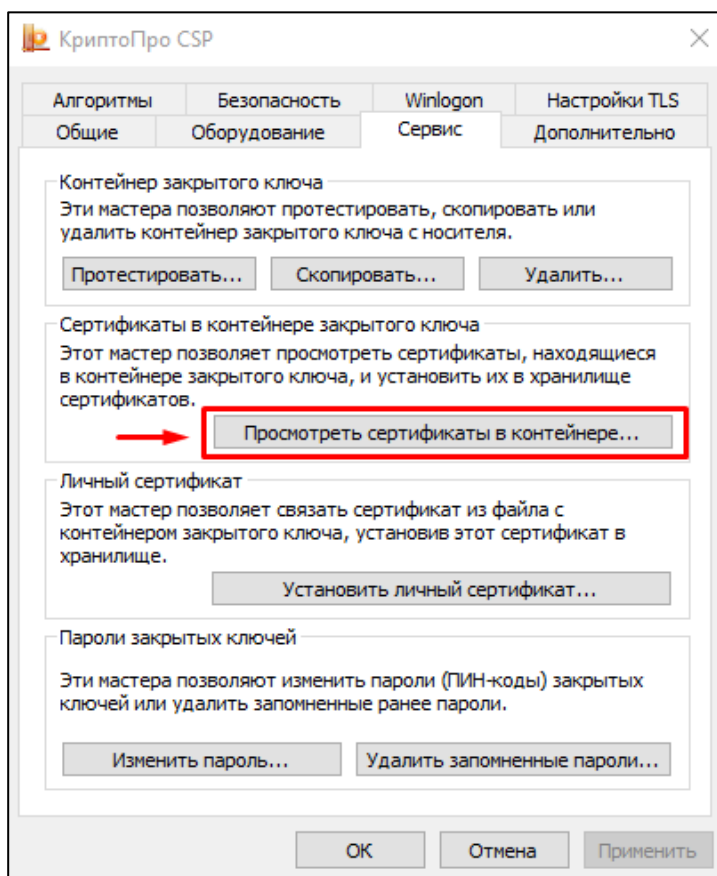 КриптоПро CSP
Алгоритмы Безопасность Winlogon Настройки TLS
Общие Оборудование Сервис Дополнительно
Контейнер закрытого ключа
Эти мастера позволяют протестировать, скопировать или
удалить контейнер закрытого ключа с носителя.
Протестировать... Скопировать... Удалить...
Сертификаты в контейнере закрытого ключа
Этот мастер позволяет просмотреть сертификаты, находящиеся
в контейнере закрытого ключа, и установить их в хранилище
сертификатов.
Просмотреть сертификаты в контейнере...
Личный сертификат
Этот мастер позволяет связать сертификат из файла с
контейнером закрытого ключа, установив этот сертификат в
хранилище.
Установить личный сертификат...
Пароли закрытых ключей
Эти мастера позволяют изменить пароли (ПИН-коды) закрытых
ключей или удалить запомненные ранее пароли.
Изменить пароль... Удалить запомненные пароли...
ОК Отмена Применить